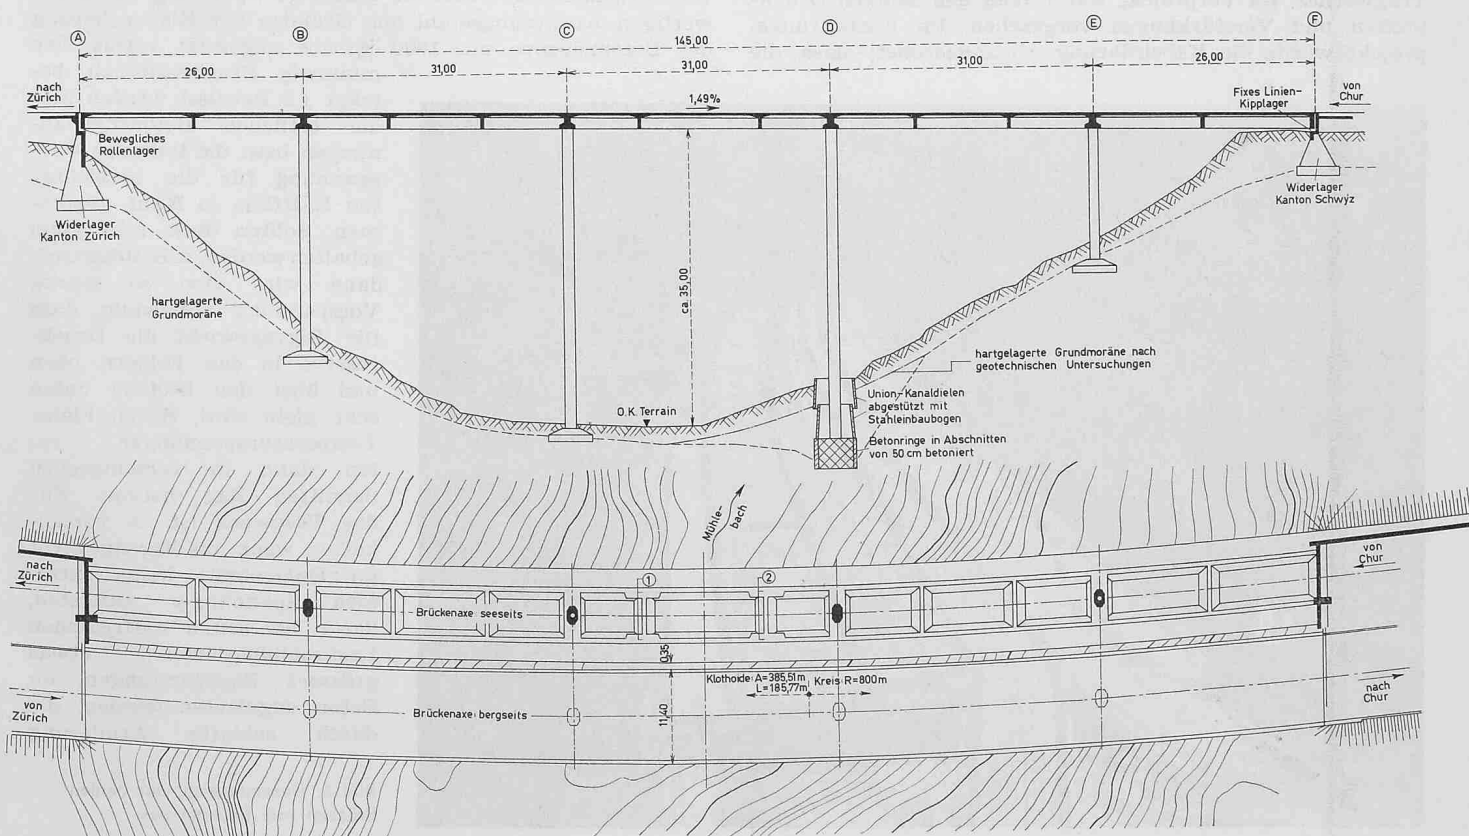 A B C D E F
145,00
26,00 31,00 31,00 31,00 26,00
nach
Zürich
1,49%
Fixes Linien-
Kipplager
von
Chur
Bewegliches
Rollenlager
Widerlager
Kanton Zürich
Widerlager
Kanton Schwyz
hartgelagerte
Grundmoräne
ca. 35,00
hartgelagerte Grundmoräne nach
geotechnischen Untersuchungen
Union-Kanaldielen
abgestützt mit
Stahleinbaubogen
O.K. Terrain
Betonringe in Abschnitten
von 50 cm betoniert
Mühle-
bach
nach
Zürich
von
Chur
1 2
Brückenaxe seeseits
0,35
Klothoide A=385,51m
L=185,77m
Kreis R=800m
11,40
von
Zürich
Brückenaxe bergseits
nach
Chur